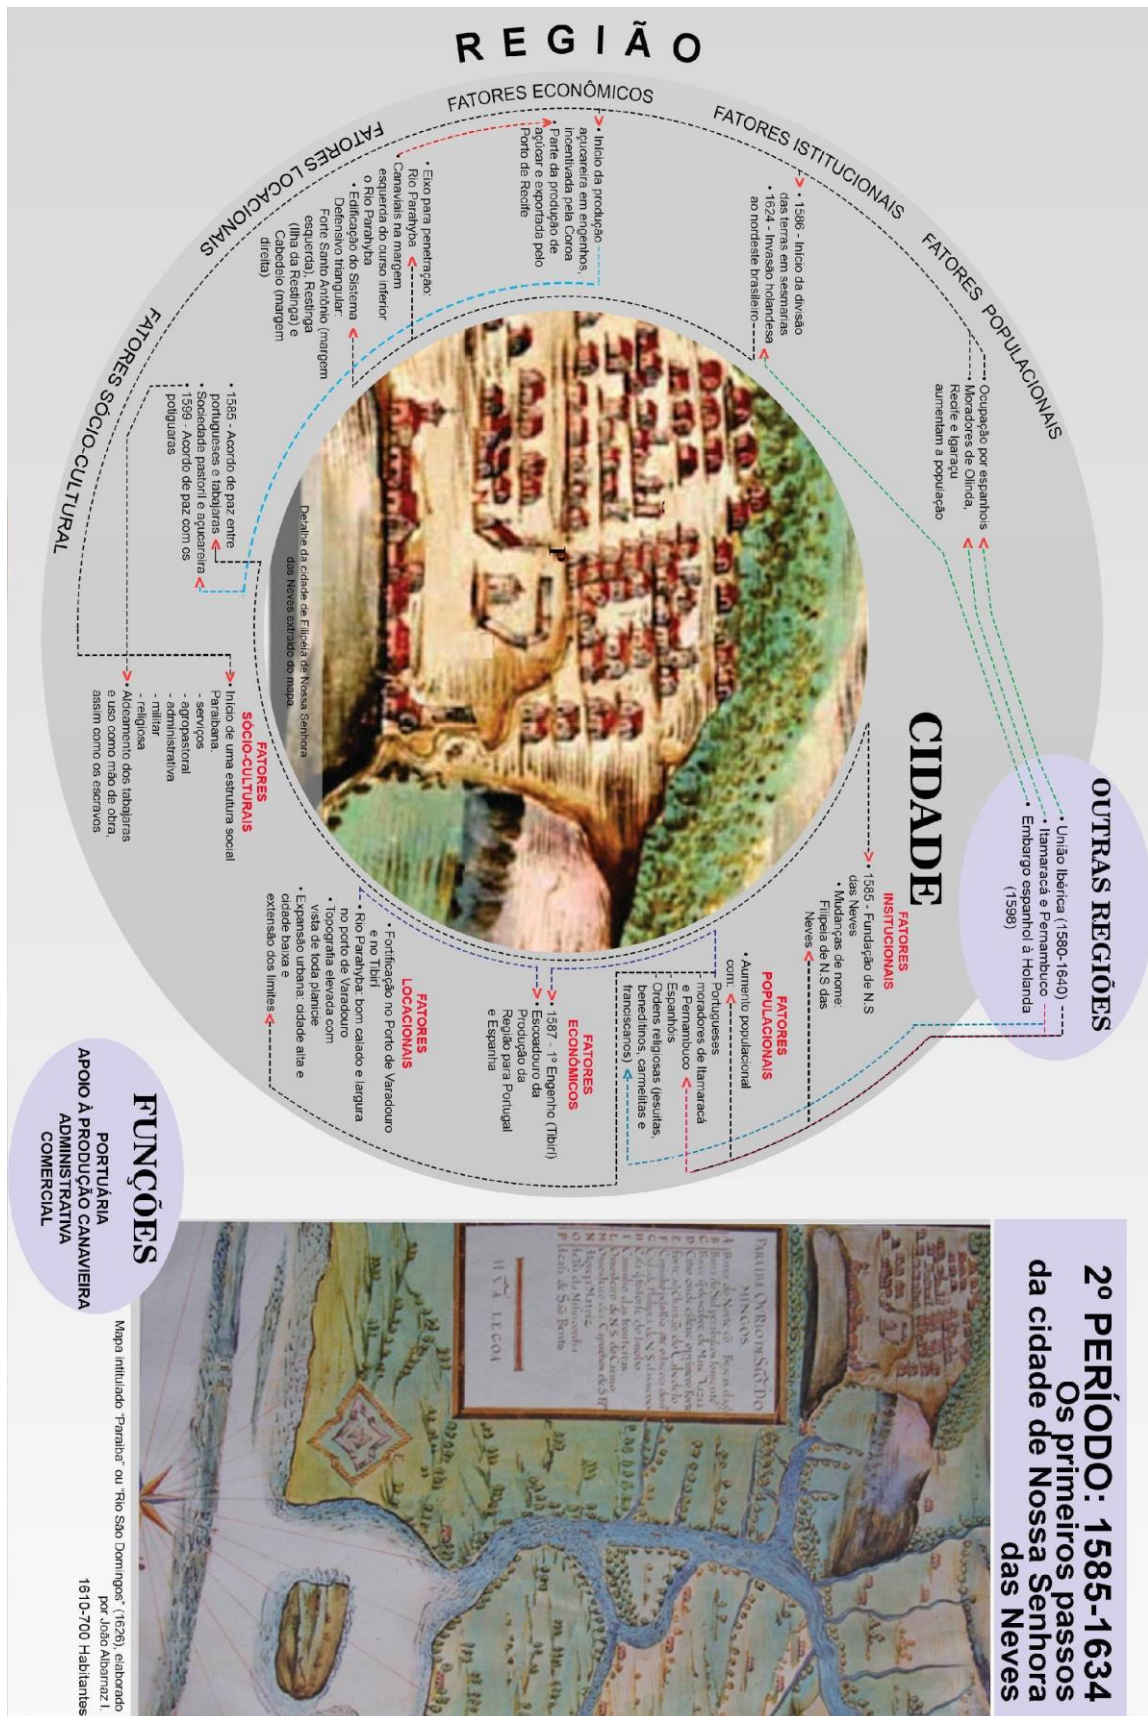 2º PERÍODO: 1585-1634
Os primeiros passos
da cidade de Nossa Senhora
das Neves
REGIÃO
FATORES POPULACIONAIS
• Ocupação por espanhois
• Moradores de Olinda,
Recife e Igaraçu
aumentam a população
FATORES ISTITUCIONAIS
• 1586 - Início da divisão
das terras em sesmarias
• 1624 - Invasão holandesa
ao nordeste brasileiro
FATORES ECONÔMICOS
• Início da produção
açucareira em engenhos,
incentivada pela Coroa
• Parte da produção de
açúcar e exportada pelo
Porto de Recife
FATORES LOCACIONAIS
• Eixo para penetração:
Rio Parahyba
• Canaviais na margem
esquerda do curso inferior
o Rio Parahyba
• Edificação do Sistema
Defensivo triangular:
Forte Santo Antônio (margem
esquerda), Restinga
(Ilha da Restinga) e
Cabedelo (margem
direita)
FATORES SÓCIO-CULTURAL
• 1585 - Acordo de paz entre
portugueses e tabajaras
• Sociedade pastoril e açucareira
• 1599 - Acordo de paz com os
potiguaras
P
Detalhe da cidade de Filipéia de Nossa Senhora
das Neves extraído do mapa.
OUTRAS REGIÕES
• União Ibérica (1580-1640)
• Itamaracá e Pernambuco
• Embargo espanhol à Holanda
(1598)
CIDADE
FATORES
INSITUCIONAIS
• 1585 - Fundação de N.S
das Neves
• Mudanças de nome:
Filipeia de N.S das
Neves
FATORES
POPULACIONAIS
• Aumento populacional
com:
Portugueses
moradores de Itamaracá
e Pernambuco
Espanhóis
Ordens religiosas (jesuítas,
beneditinos, carmelitas e
franciscanos)
FATORES
ECONÔMICOS
• 1587 - 1º Engenho (Tibiri)
• Escoadouro da
Produção da
Região para Portugal
e Espanha
FATORES
LOCACIONAIS
• Fortificação no Porto de Varadouro
e no Tibiri
• Rio Parahyba: bom calado e largura
no porto de Varadouro
• Topografia elevada com
vista de toda planicie
• Expansão urbana: cidade alta e
cidade baixa e
extensão dos limites
FATORES
SÓCIO-CULTURAIS
• Início de uma estrutura social
Paraibana.
- serviços
- agropastoral
- administrativa
- militar
- religiosa
• Aldeamento dos tabajaras
e uso como mão de obra,
assim como os escravos
FUNÇÕES
PORTUÁRIA
APOIO À PRODUÇÃO CANAVIEIRA
ADMINISTRATIVA
COMERCIAL
HVA LEGOA
Mapa intitulado "Paraiba" ou "Rio São Domingos" (1626), elaborado
por João Albarnaz I.
1610-700 Habitantes